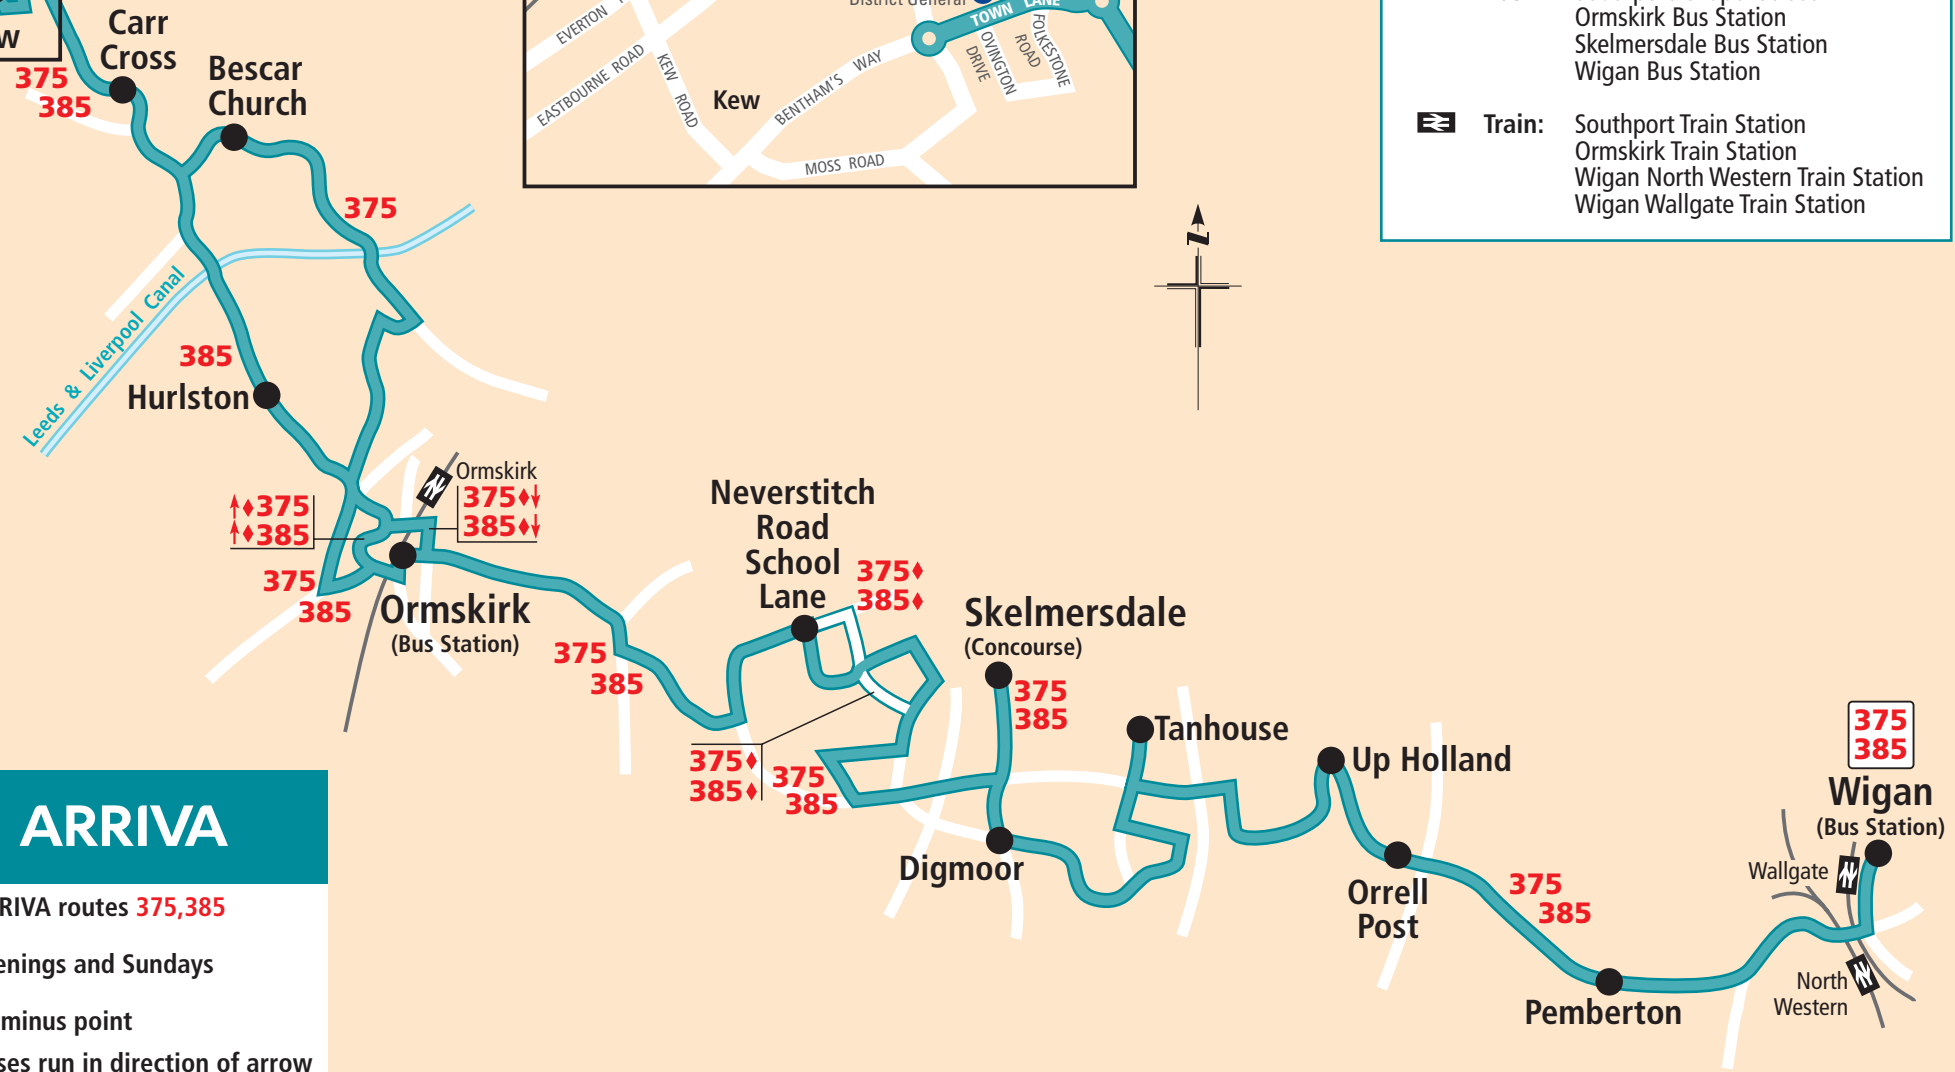 Carr
Cross
Bescar
Church
375
385
EVERTON
EASTBOURNE ROAD
KEW ROAD
Kew
BENTHAM'S WAY
TOWN LANE
OVINGTON
DRIVE
FOLKESTONE
ROAD
MOSS ROAD
District General
Ormskirk Bus Station
Skelmersdale Bus Station
Wigan Bus Station
Train:
Southport Train Station
Ormskirk Train Station
Wigan North Western Train Station
Wigan Wallgate Train Station
375
Leeds & Liverpool Canal
385
Hurlston
Ormskirk
375
385
375
385
375
385
Ormskirk
(Bus Station)
375
385
Neverstitch
Road
School
Lane
375
385
Skelmersdale
(Concourse)
375
385
375
385
375
385
Digmoor
Tanhouse
Up Holland
Orrell
Post
375
385
Pemberton
375
385
Wigan
(Bus Station)
Wallgate
North
Western
ARRIVA
RIVA routes 375,385
enings and Sundays
minus point
ses run in direction of arrow